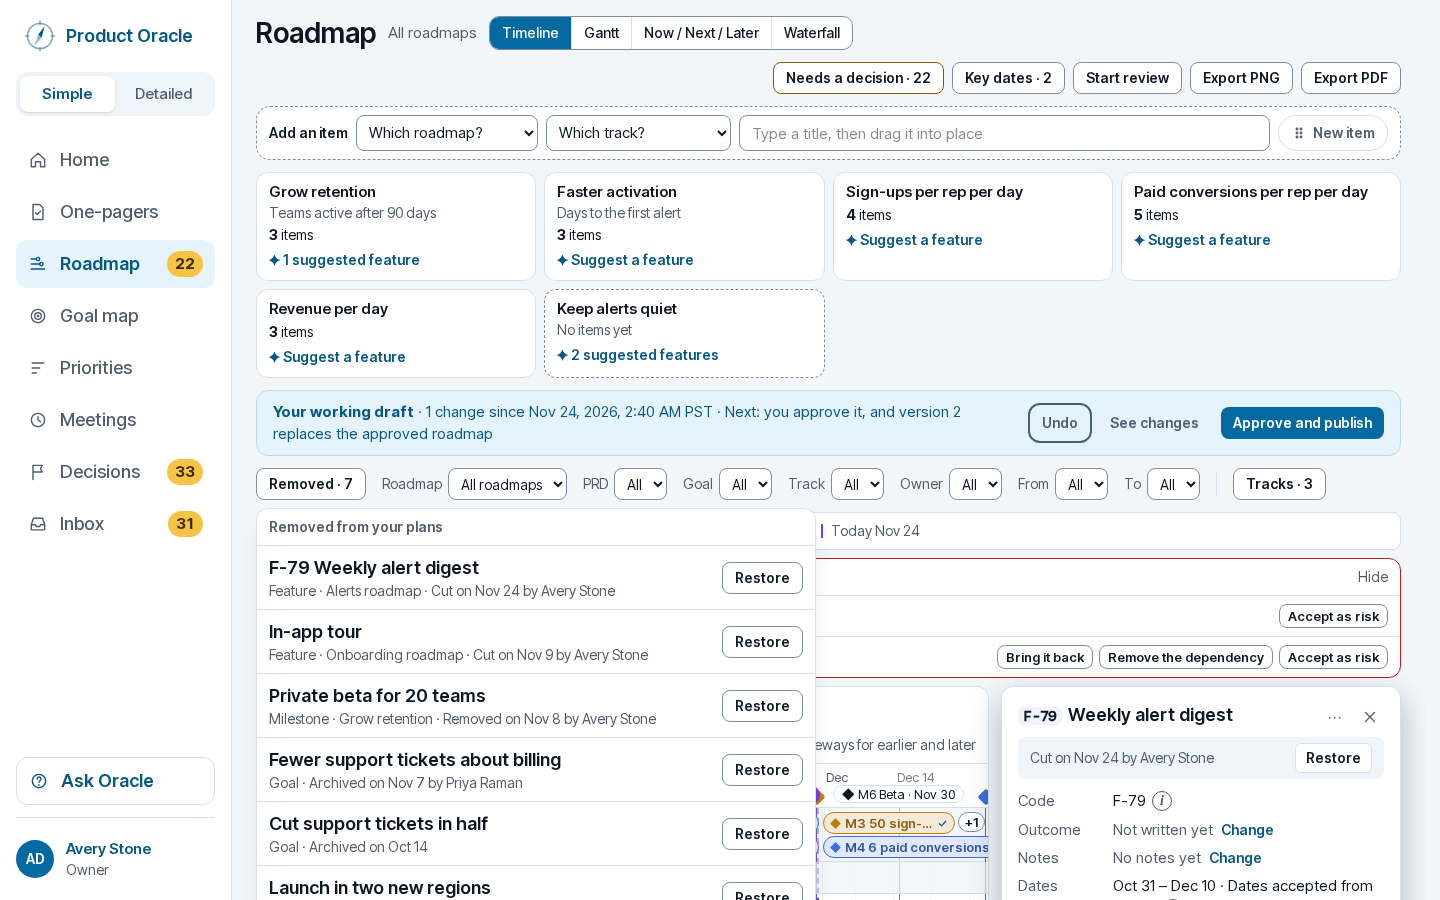 Product Oracle
Simple
Detailed
Home
One-pagers
Roadmap
22
Goal map
Priorities
Meetings
Decisions
33
Inbox
31
Ask Oracle
AD
Avery Stone
Owner
Roadmap
All roadmaps
Timeline
Gantt
Now / Next / Later
Waterfall
Needs a decision · 22
Key dates · 2
Start review
Export PNG
Export PDF
Add an item
Which roadmap?
Which track?
Type a title, then drag it into place
New item
Grow retention
Teams active after 90 days
3 items
1 suggested feature
Faster activation
Days to the first alert
3 items
Suggest a feature
Sign-ups per rep per day
4 items
Suggest a feature
Paid conversions per rep per day
5 items
Suggest a feature
Revenue per day
3 items
Suggest a feature
Keep alerts quiet
No items yet
2 suggested features
Your working draft · 1 change since Nov 24, 2026, 2:40 AM PST · Next: you approve it, and version 2
replaces the approved roadmap
Undo
See changes
Approve and publish
Removed · 7
Roadmap
All roadmaps
PRD
All
Goal
All
Track
All
Owner
All
From
All
To
All
Tracks · 3
Removed from your plans
F-79 Weekly alert digest
Feature · Alerts roadmap · Cut on Nov 24 by Avery Stone
Restore
In-app tour
Feature · Onboarding roadmap · Cut on Nov 9 by Avery Stone
Restore
Private beta for 20 teams
Milestone · Grow retention · Removed on Nov 8 by Avery Stone
Restore
Fewer support tickets about billing
Goal · Archived on Nov 7 by Priya Raman
Restore
Cut support tickets in half
Goal · Archived on Oct 14
Restore
Launch in two new regions
Restore
Today Nov 24
Hide
Accept as risk
Bring it back
Remove the dependency
Accept as risk
eways for earlier and later
Dec
Dec 14
M6 Beta · Nov 30
M3 50 sign-...
+1
M4 6 paid conversions
F-79 Weekly alert digest
Cut on Nov 24 by Avery Stone
Restore
Code
F-79
Outcome
Not written yet
Change
Notes
No notes yet
Change
Dates
Oct 31 – Dec 10 · Dates accepted from